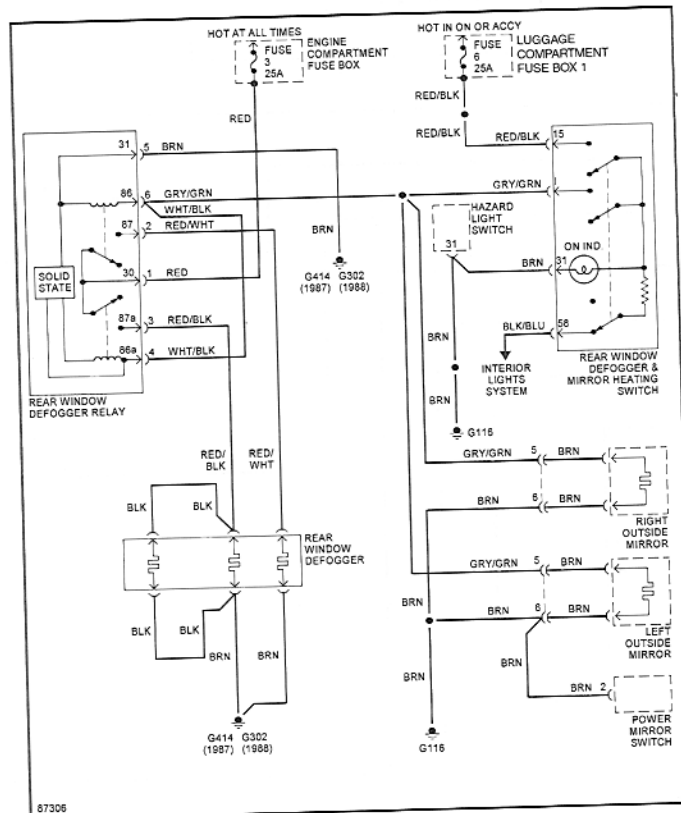 HOT AT ALL TIMES
FUSE
3
25A
ENGINE
COMPARTMENT
FUSE BOX
HOT IN ON OR ACCY
FUSE
6
25A
LUGGAGE
COMPARTMENT
FUSE BOX 1
RED/BLK
RED
RED/BLK
RED/BLK
15
31
5
BRN
86
6
GRY/GRN
WHT/BLK
GRY/GRN
87
2
RED/WHT
HAZARD
LIGHT
SWITCH
31
BRN
ON IND.
BRN
31
SOLID
STATE
30
1
RED
G414
(1987)
G302
(1988)
87a
3
RED/BLK
BLK/BLU
58
BRN
86a
4
WHT/BLK
INTERIOR
LIGHTS
SYSTEM
REAR WINDOW
DEFOGGER &
MIRROR HEATING
SWITCH
REAR WINDOW
DEFOGGER RELAY
BRN
G116
RED/
BLK
RED/
WHT
GRY/GRN
5
BRN
BLK
BLK
BRN
6
BRN
RIGHT
OUTSIDE
MIRROR
REAR
WINDOW
DEFOGGER
GRY/GRN
5
BRN
BRN
BRN
6
BRN
LEFT
OUTSIDE
MIRROR
BLK
BLK
BRN
BRN
BRN
BRN
BRN
2
POWER
MIRROR
SWITCH
G414
(1987)
G302
(1988)
G116
87306